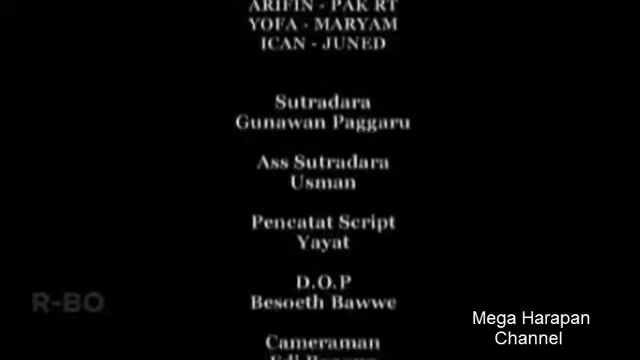 ARIFIN - PAK RT
YOFA - MARYAM
ICAN - JUNED
Sutradara
Gunawan Paggaru
Ass Sutradara
Usman
Pencatat Script
Yayat
D.O.P
Besoeth Bawwe
Cameraman
R-BO
Mega Harapan
Channel